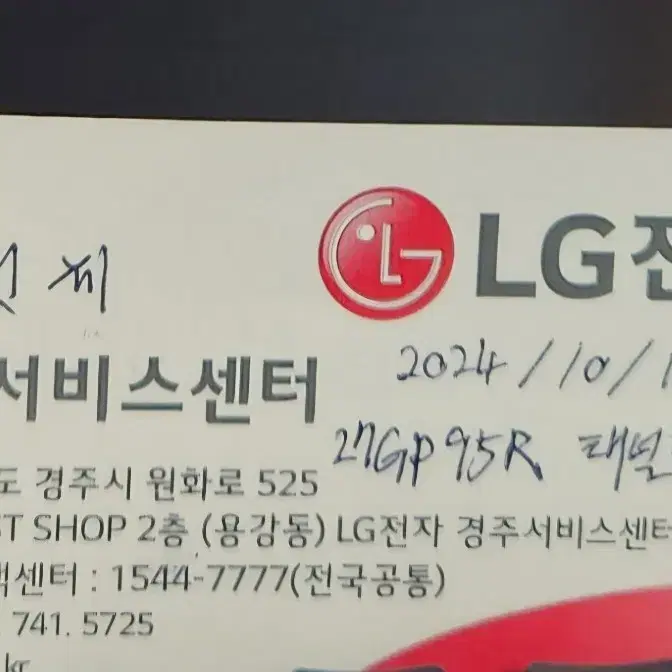 LG전
서비스센터
2024/10/1
27GP95R 패널
도 경주시 원화로 525
ST SHOP 2층 (용강동) LG전자 경주서비스센터
객센터 : 1544-7777(전국공통)
741. 5725